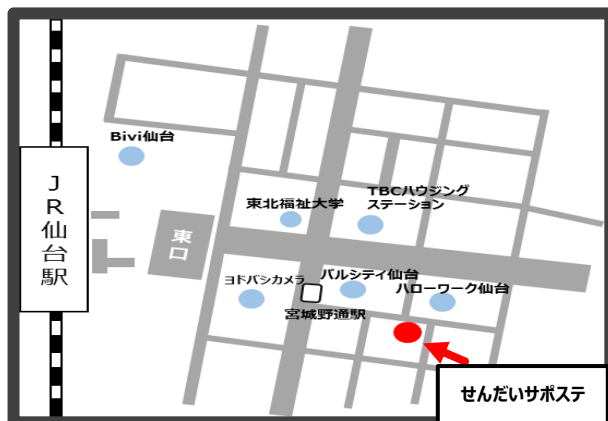 Bivi仙台
JR仙台駅
東口
東北福祉大学
TBCハウジング
ステーション
ヨドバシカメラ
パルシティ仙台
ハローワーク仙台
宮城野通駅
せんだいサポステ